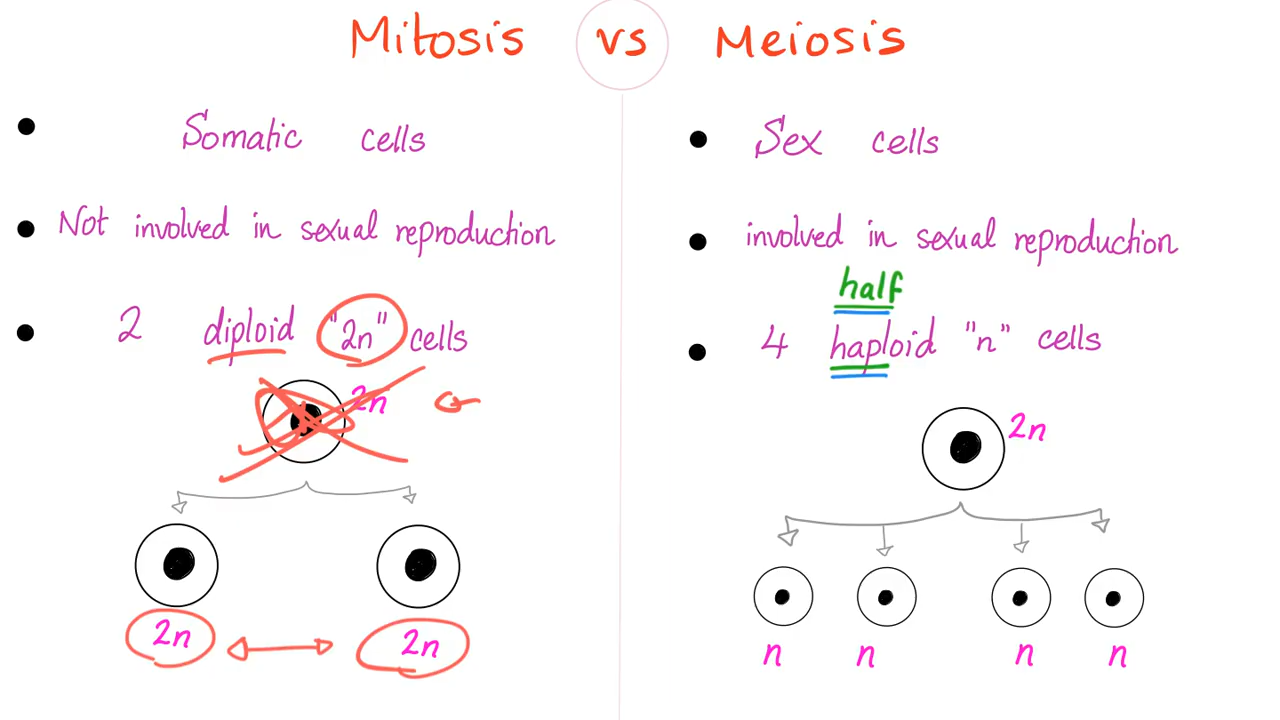 Mitosis vs Meiosis
Somatic cells
Not involved in sexual reproduction
2 diploid "2n" cells
2n
2n 2n
Sex cells
involved in sexual reproduction
half
4 haploid "n" cells
2n
n n n n